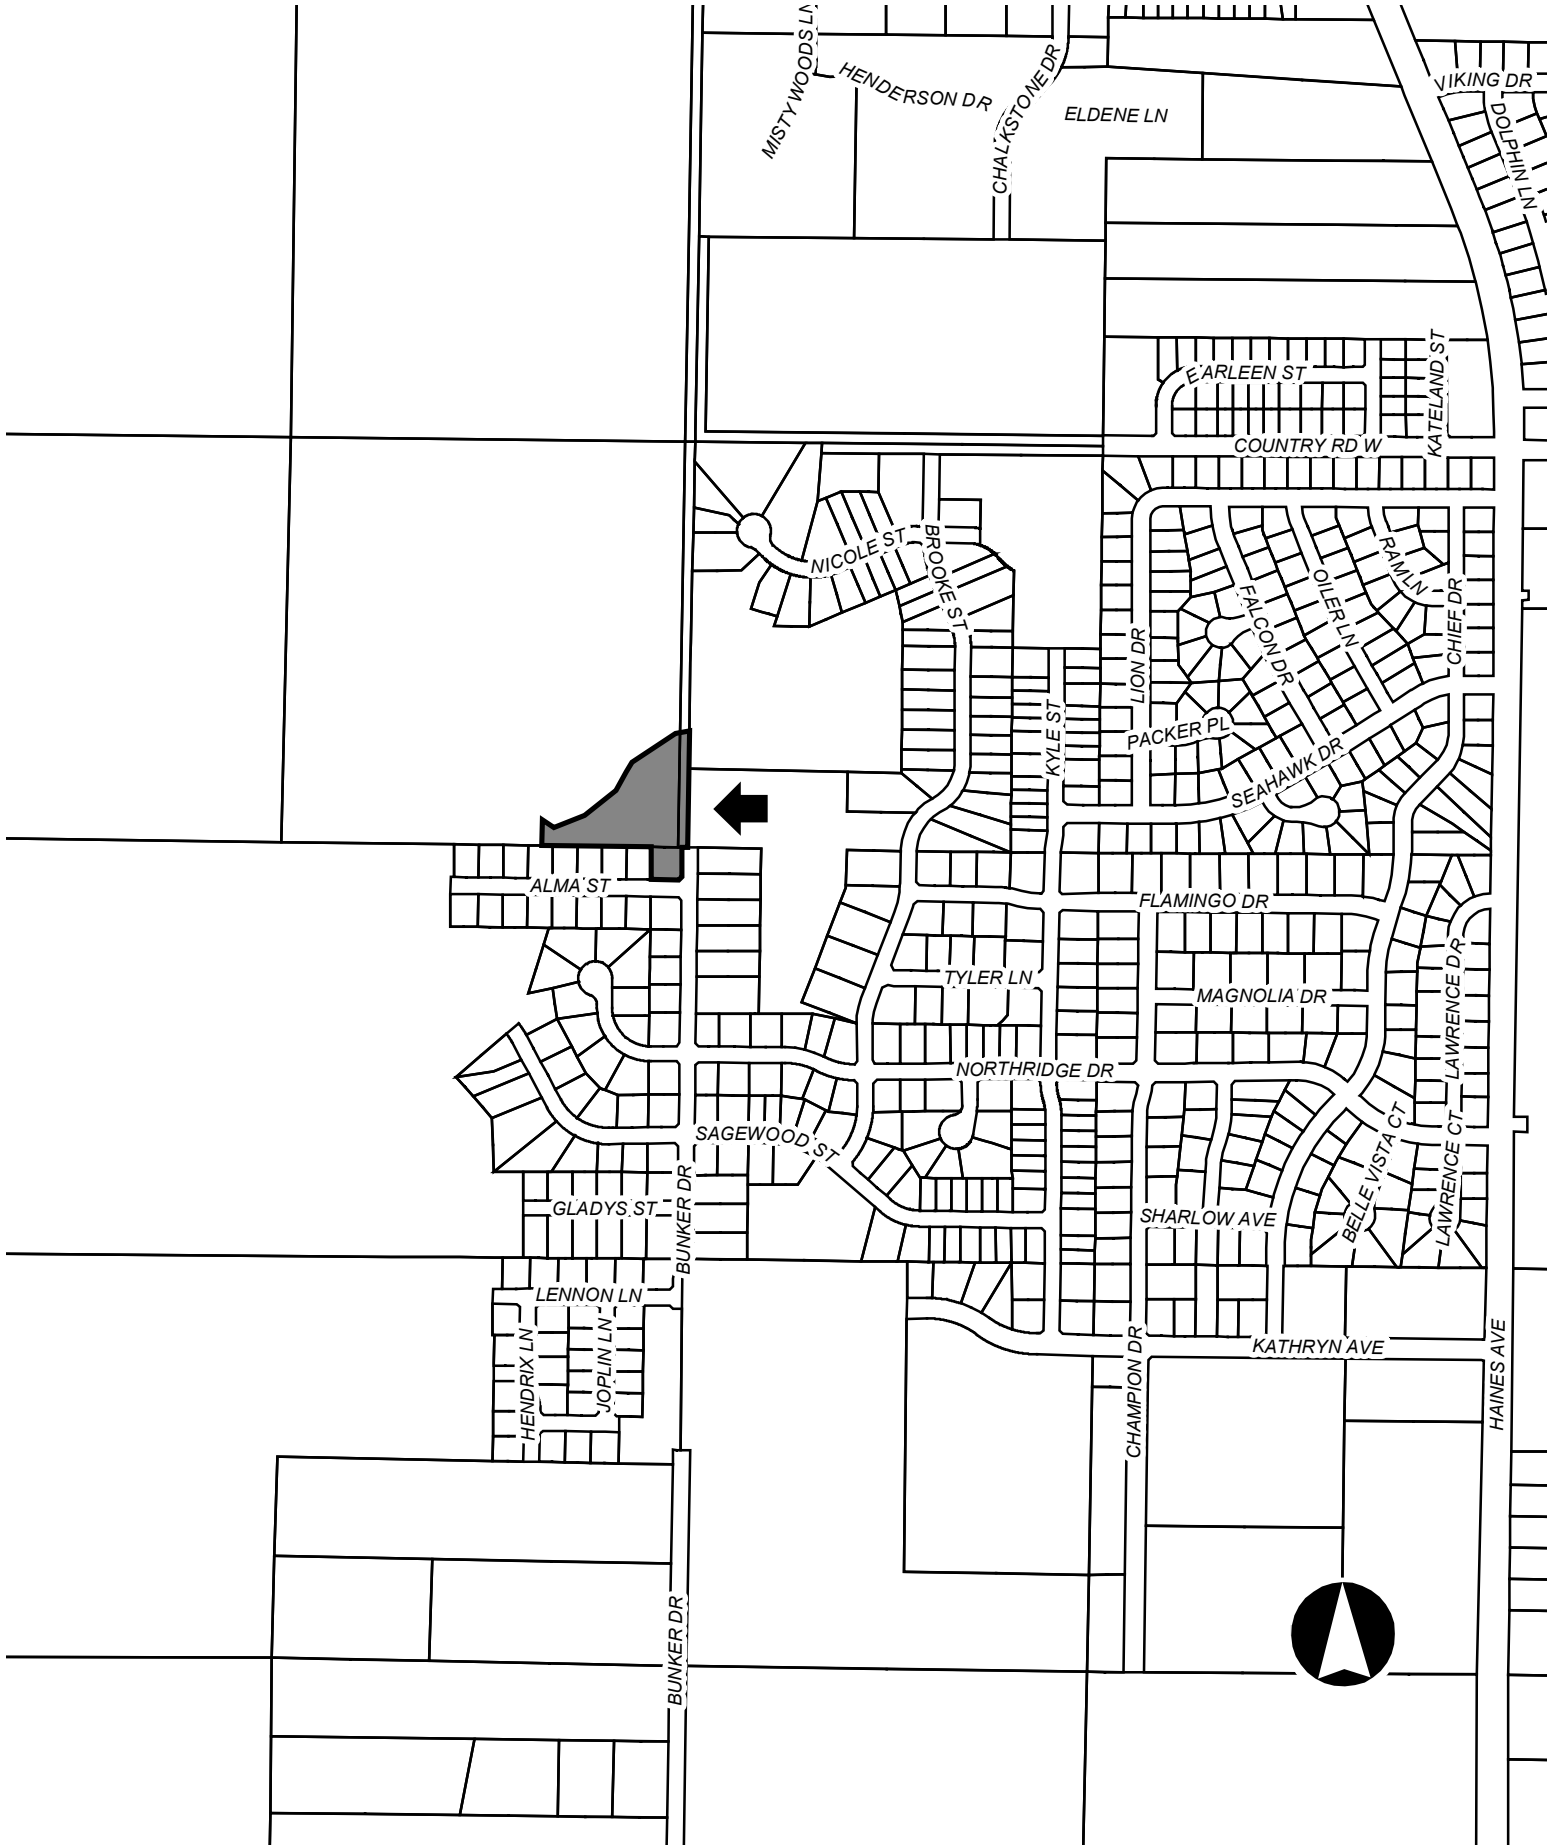 MISTY WOODS LN
HENDERSON DR
CHALKSTONE DR
ELDENE LN
VIKING DR
DOLPHIN LN
EARLEEN ST
KATELAND ST
COUNTRY RD W
NICOLE ST
BROOKE ST
RAM LN
OILER LN
FALCON DR
CHIEF DR
LION DR
KYLE ST
PACKER PL
SEAHAWK DR
ALMA ST
FLAMINGO DR
TYLER LN
MAGNOLIA DR
LAWRENCE DR
NORTHRIDGE DR
SAGEWOOD ST
BELLE VISTA CT
LAWRENCE CT
BUNKER DR
GLADYS ST
SHARLOW AVE
LENNON LN
HENDRIX LN
JOPLIN LN
CHAMPION DR
KATHRYN AVE
HAINES AVE
BUNKER DR